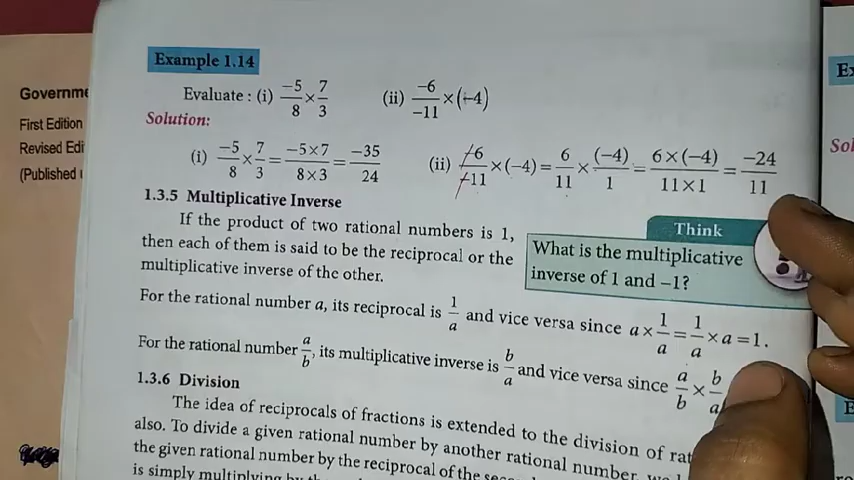 Example 1.14
Evaluate : (i) -5/8 × 7/3 (ii) -6/-11 × (-4)
Solution:
(i) -5/8 × 7/3 = -5×7/8×3 = -35/24 (ii) -6/-11 × (-4) = 6/11 × (-4)/1 = 6×(-4)/11×1 = -24/11
1.3.5 Multiplicative Inverse
If the product of two rational numbers is 1,
then each of them is said to be the reciprocal or the
multiplicative inverse of the other.
Think
What is the multiplicative
inverse of 1 and –1?
For the rational number a, its reciprocal is 1/a and vice versa since a × 1/a = 1/a × a = 1.
For the rational number a/b, its multiplicative inverse is b/a and vice versa since a/b × b/a
1.3.6 Division
The idea of reciprocals of fractions is extended to the division of
also. To divide a given rational number by another rational number,
the given rational number by the reciprocal of the
is simply multiplying by
Governme
First Edition
Revised Edi
(Published
Ex
Sol
E